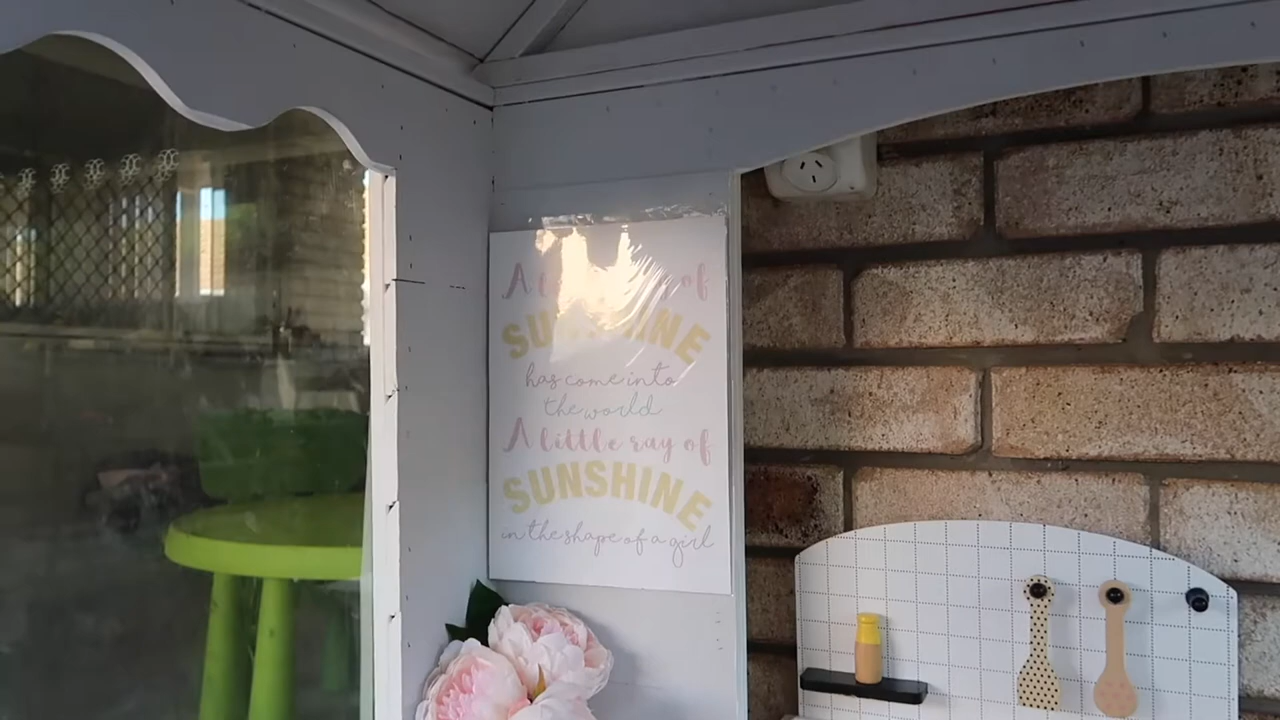 A of
SUNSHINE
has come into
the world
A little ray of
SUNSHINE
in the shape of a girl